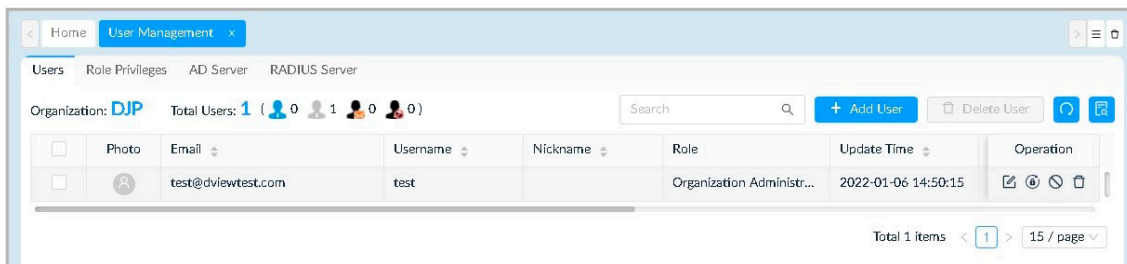 Home User Management x
Users Role Privileges AD Server RADIUS Server
Organization: DJP Total Users: 1 ( 0 1 0 0 ) Search + Add User Delete User
Photo Email Username Nickname Role Update Time Operation
test@dviewtest.com test Organization Administr... 2022-01-06 14:50:15
Total 1 items < 1 > 15 / page